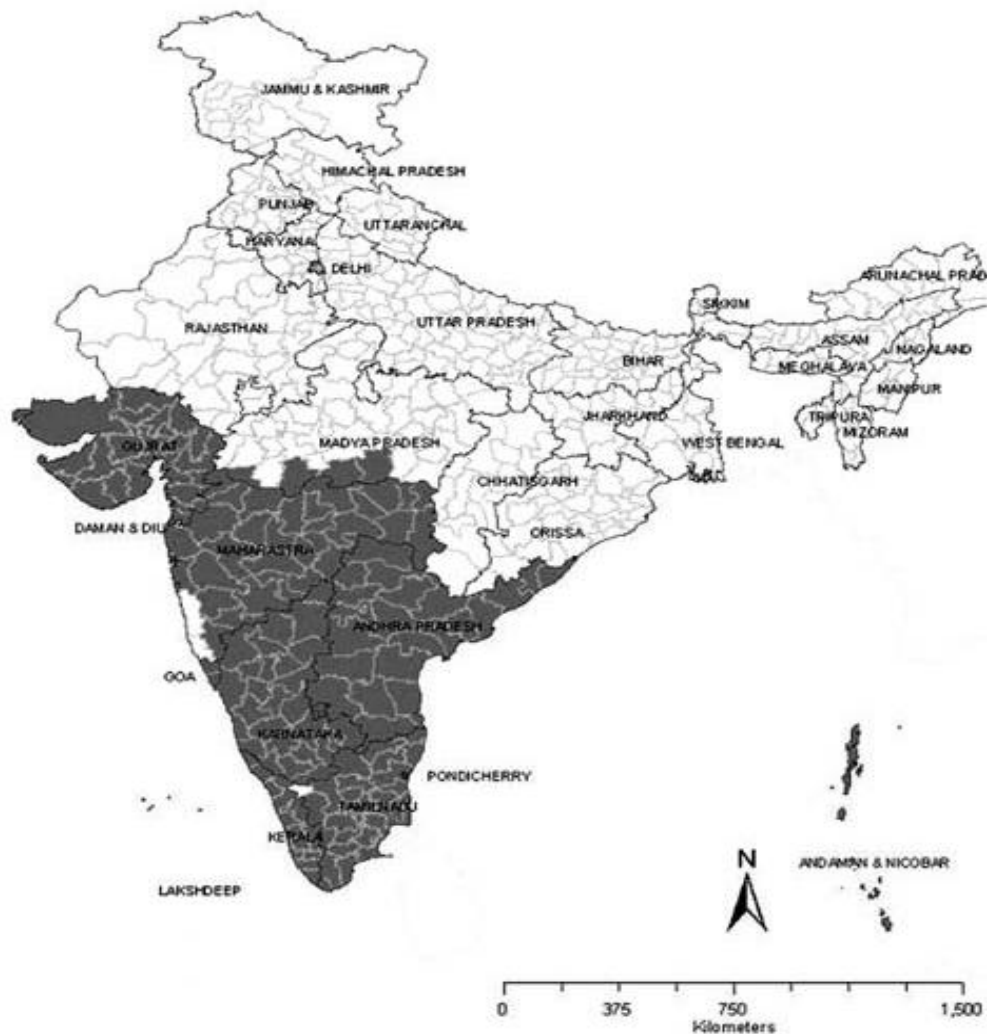 JAMMU & KASHMIR
HIMACHAL PRADESH
PUNJAB
UTTARANCHAL
HARYANA
DELHI
ARUNACHAL PRAD
SIKKIM
RAJASTHAN
UTTAR PRADESH
ASSAM
NAGALAND
BIHAR
MEGHALAYA
MANIPUR
JHARKHAND
TRIPURA
MIZORAM
GUJRAT
MADYA PRADESH
WEST BENGAL
CHHATISGARH
DAMAN & DIU
ORISSA
MAHARASTRA
ANDHRA PRADESH
GOA
KARNATAKA
PONDICHERRY
TAMILNADU
KERALA
N
ANDAMAN & NICOBAR
LAKSHDEEP
0 375 750 1,500
Kilometers